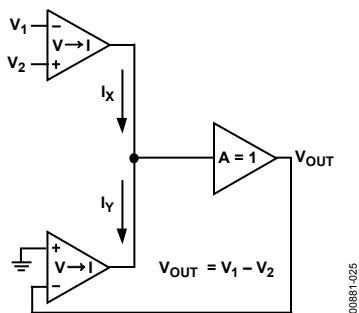 V1
V2
−
V→I
+
IX
IY
A = 1
VOUT
+
V→I
−
VOUT = V1 – V2
00881-025